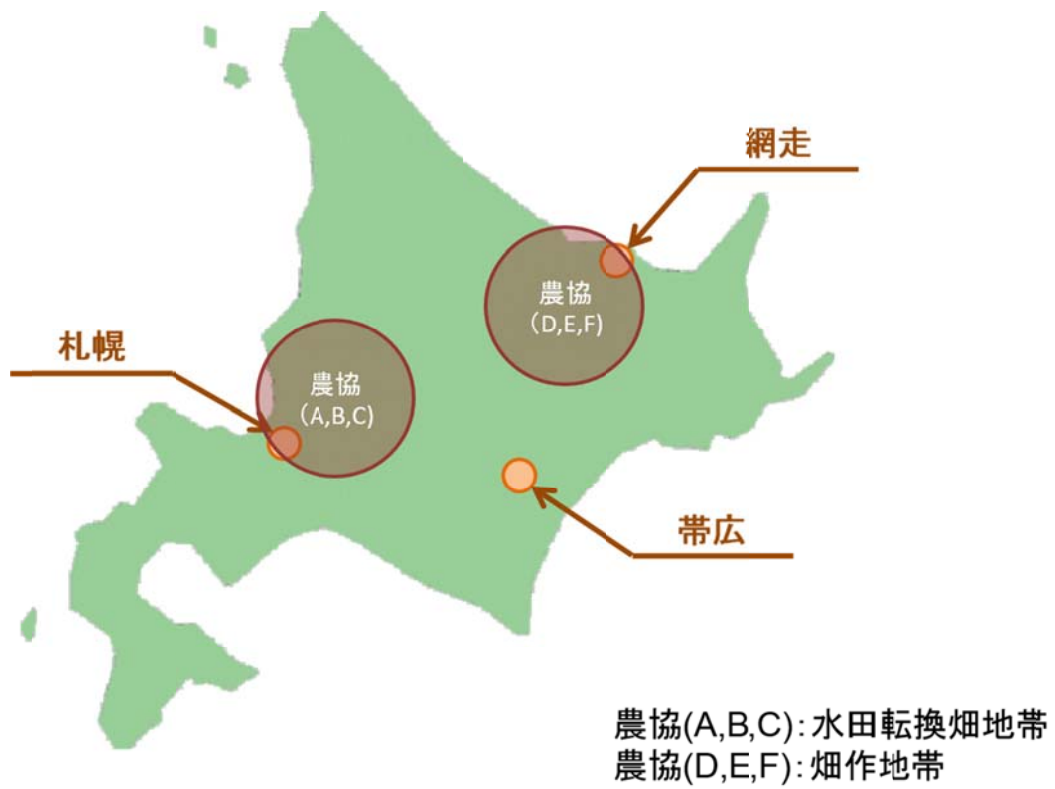 網走
農協
（D,E,F)
札幌
農協
（A,B,C)
帯広
農協(A,B,C)：水田転換畑地帯
農協(D,E,F)：畑作地帯